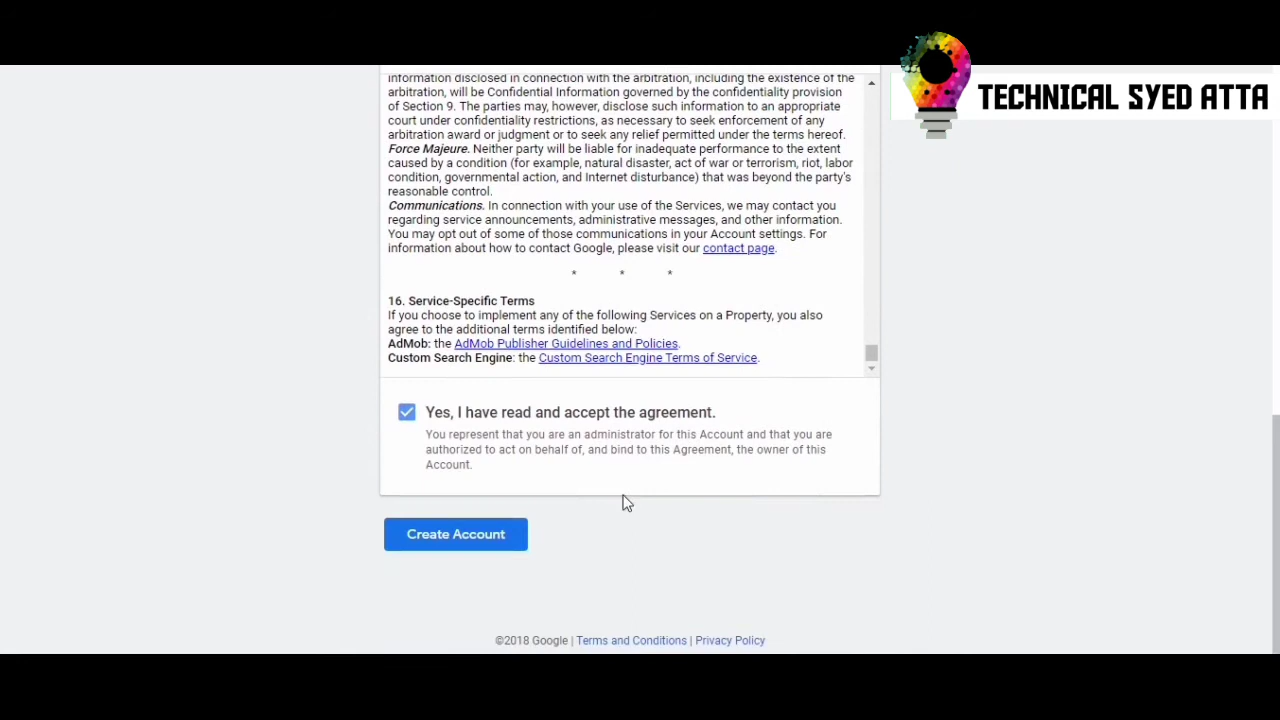 TECHNICAL SYED ATTA
information disclosed in connection with the arbitration, including the existence of the
arbitration, will be Confidential Information governed by the confidentiality provision
of Section 9. The parties may, however, disclose such information to an appropriate
court under confidentiality restrictions, as necessary to seek enforcement of any
arbitration award or judgment or to seek any relief permitted under the terms hereof.
Force Majeure. Neither party will be liable for inadequate performance to the extent
caused by a condition (for example, natural disaster, act of war or terrorism, riot, labor
condition, governmental action, and Internet disturbance) that was beyond the party's
reasonable control.
Communications. In connection with your use of the Services, we may contact you
regarding service announcements, administrative messages, and other information.
You may opt out of some of those communications in your Account settings. For
information about how to contact Google, please visit our contact page.
* * *
16. Service-Specific Terms
If you choose to implement any of the following Services on a Property, you also
agree to the additional terms identified below:
AdMob: the AdMob Publisher Guidelines and Policies.
Custom Search Engine: the Custom Search Engine Terms of Service.
Yes, I have read and accept the agreement.
You represent that you are an administrator for this Account and that you are
authorized to act on behalf of, and bind to this Agreement, the owner of this
Account.
Create Account
©2018 Google | Terms and Conditions | Privacy Policy